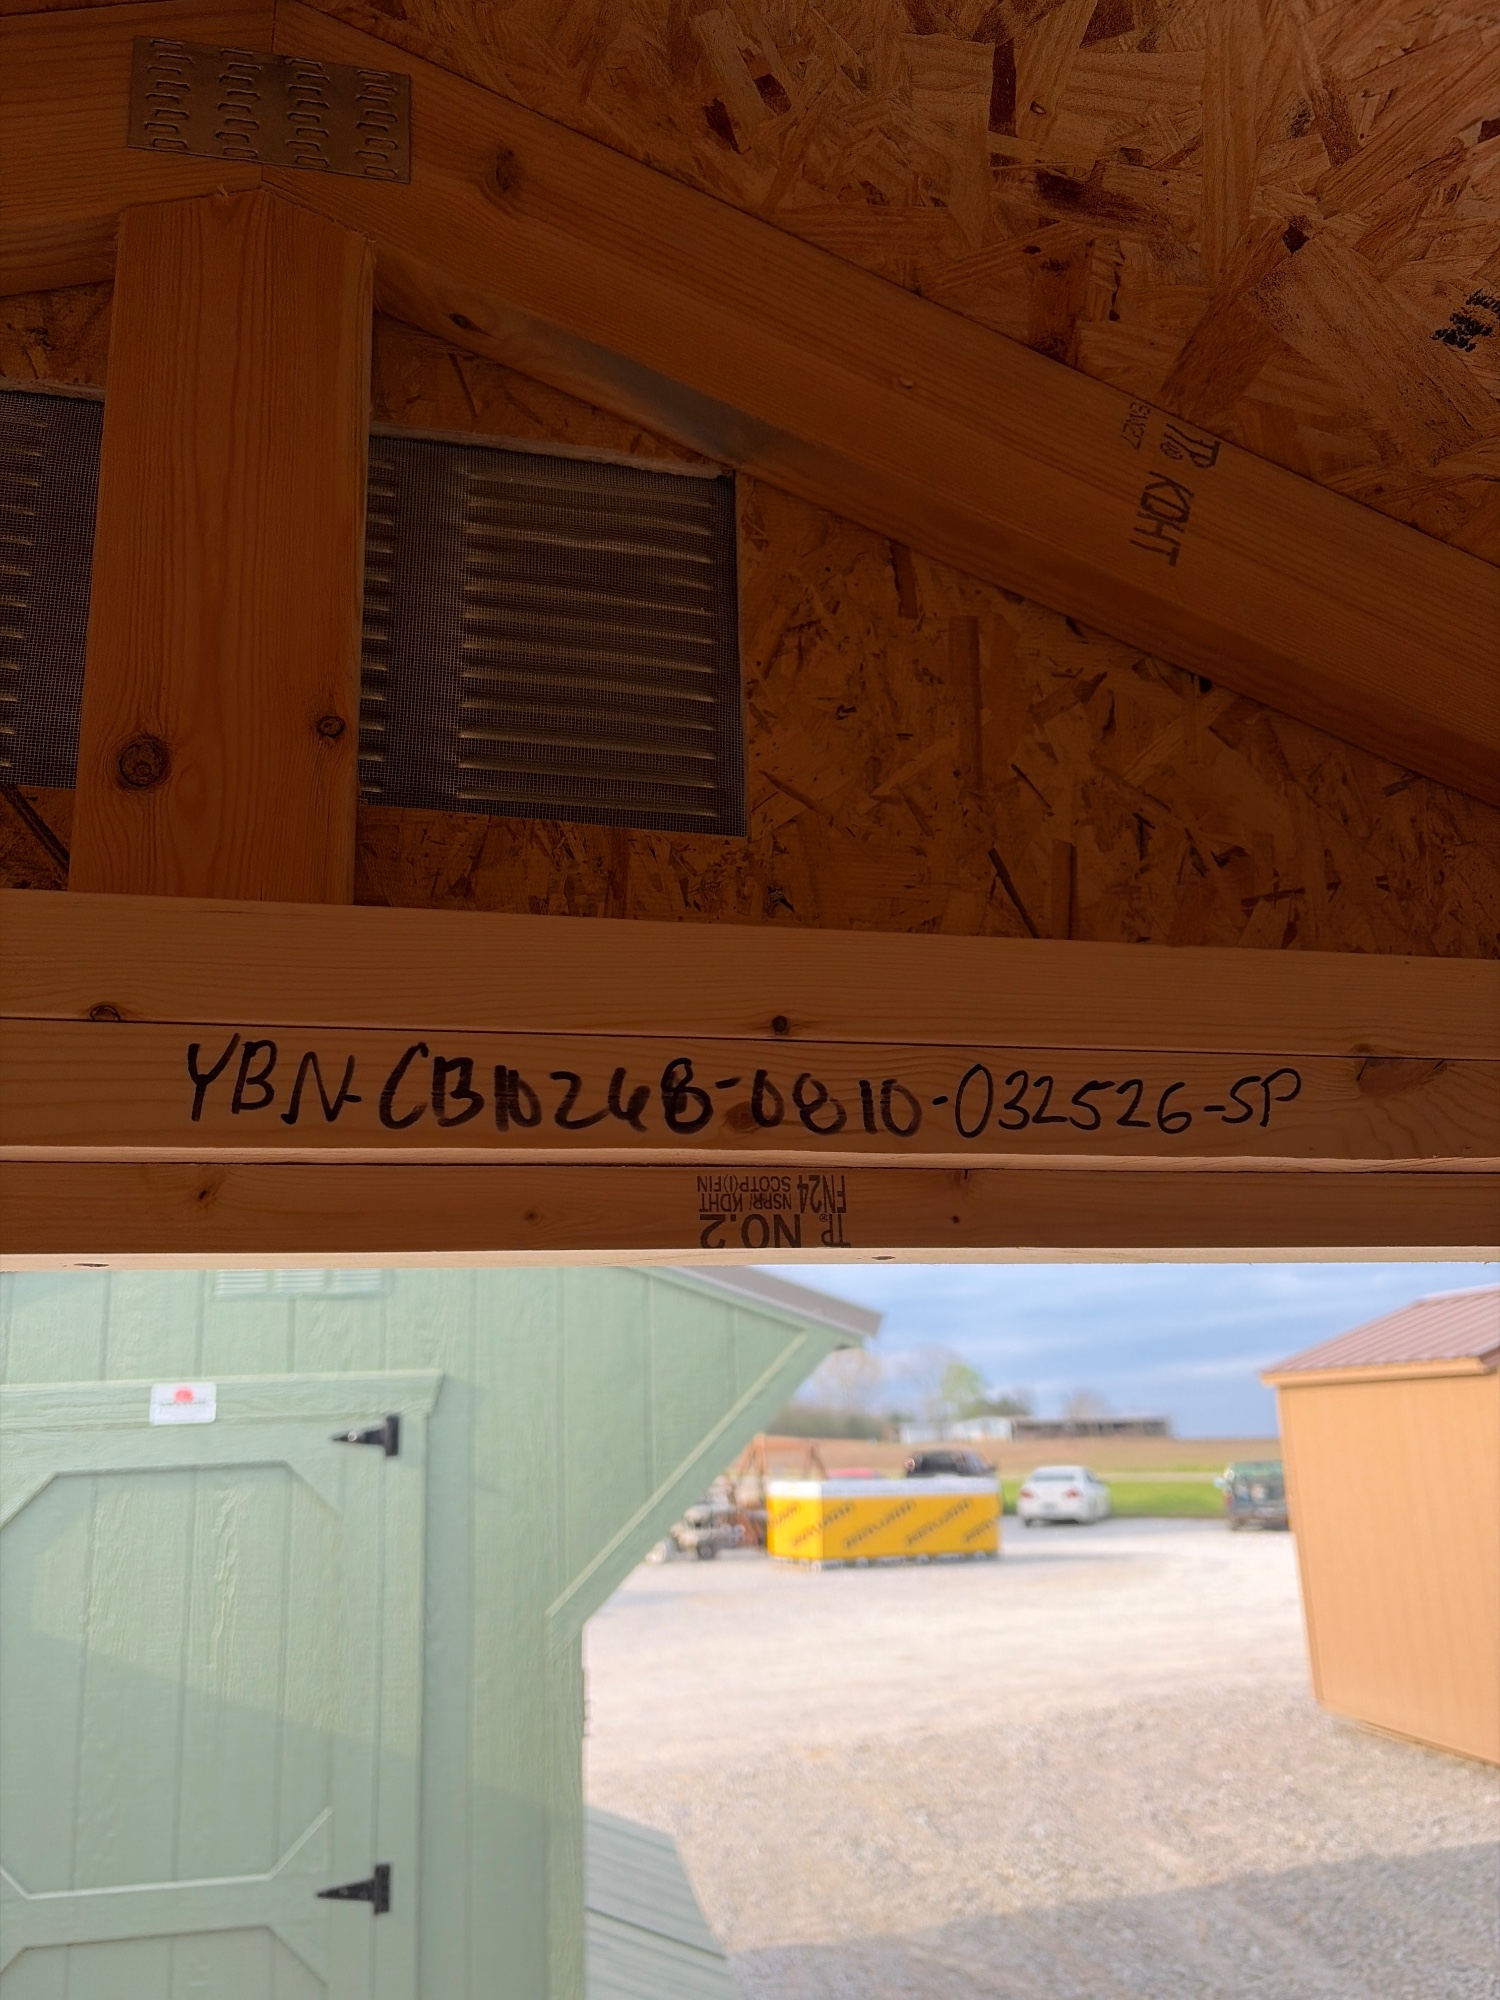 TP® KDHT
YBN-CB10248-0810-032526-SP
TP® NO.2
FN24 NSPR/ KDHT
SCOTP(I)FIN